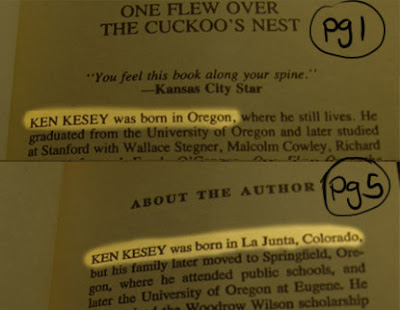 ONE FLEW OVER
THE CUCKOO'S NEST
pg 1
"You feel this book along your spine."
—Kansas City Star
KEN KESEY was born in Oregon, where he still lives. He
graduated from the University of Oregon and later studied
at Stanford with Wallace Stegner, Malcolm Cowley, Richard
ABOUT THE AUTHOR
pg 5
KEN KESEY was born in La Junta, Colorado,
but his family later moved to Springfield, Ore-
gon, where he attended public schools, and
later the University of Oregon at Eugene. He
Woodrow Wilson scholarship